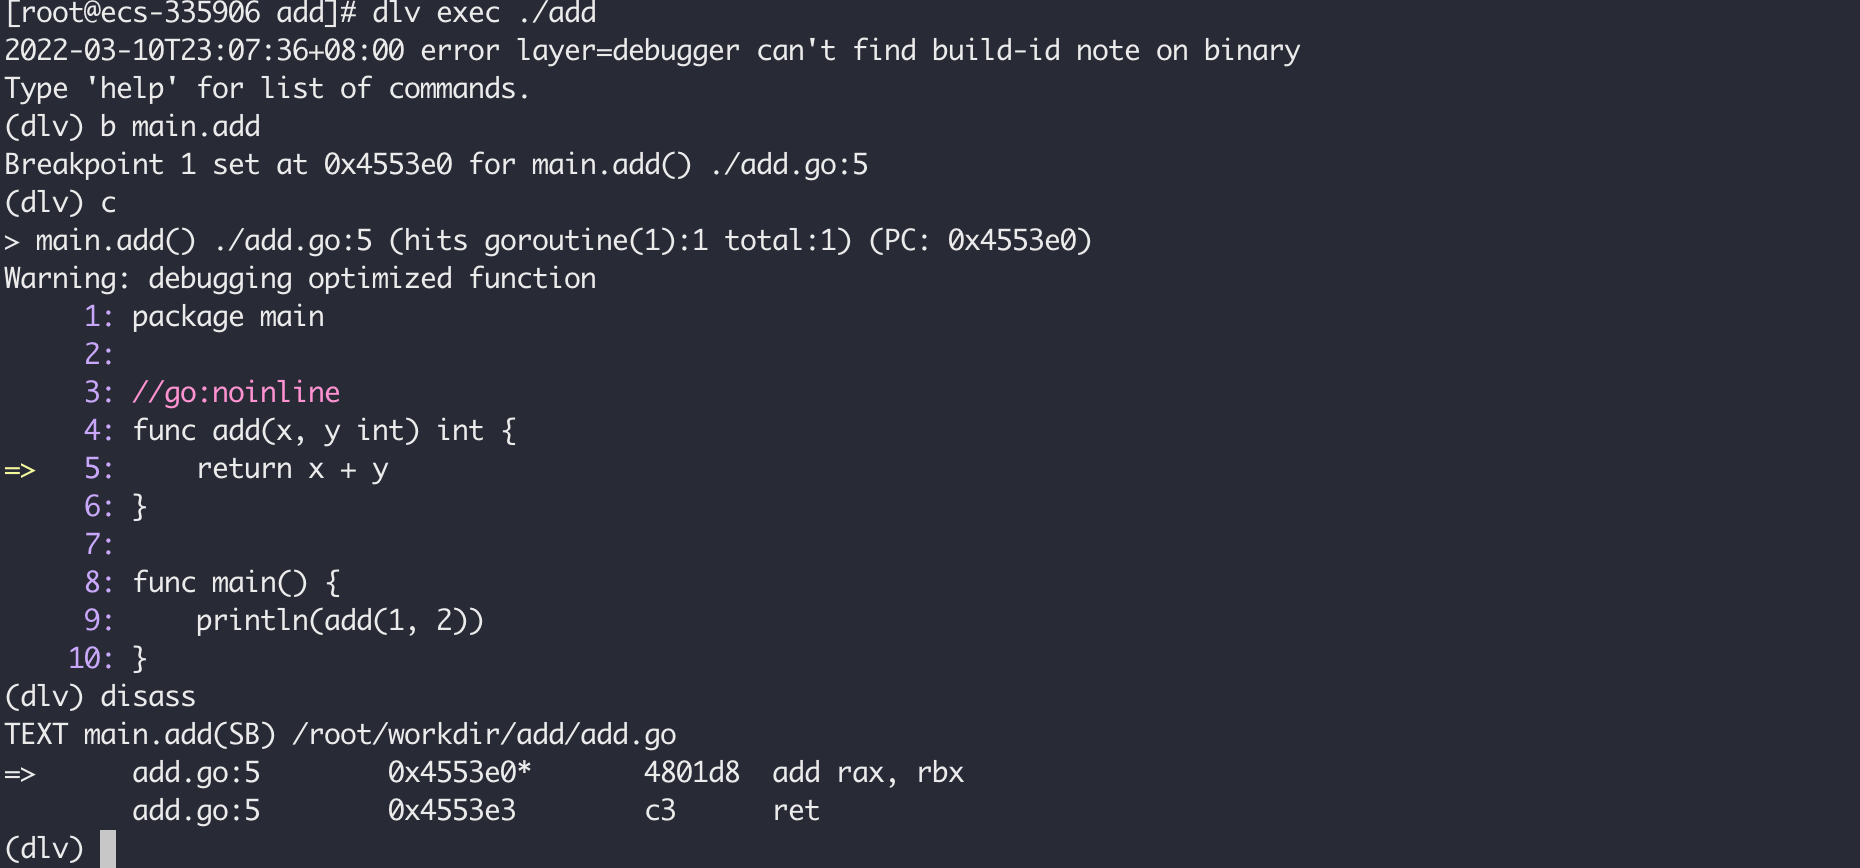 [root@ecs-335906 add]# dlv exec ./add
2022-03-10T23:07:36+08:00 error layer=debugger can't find build-id note on binary
Type 'help' for list of commands.
(dlv) b main.add
Breakpoint 1 set at 0x4553e0 for main.add() ./add.go:5
(dlv) c
> main.add() ./add.go:5 (hits goroutine(1):1 total:1) (PC: 0x4553e0)
Warning: debugging optimized function
     1: package main
     2:
     3: //go:noinline
     4: func add(x, y int) int {
=>   5:     return x + y
     6: }
     7:
     8: func main() {
     9:     println(add(1, 2))
    10: }
(dlv) disass
TEXT main.add(SB) /root/workdir/add/add.go
=>      add.go:5        0x4553e0*       4801d8  add rax, rbx
        add.go:5        0x4553e3        c3      ret
(dlv)